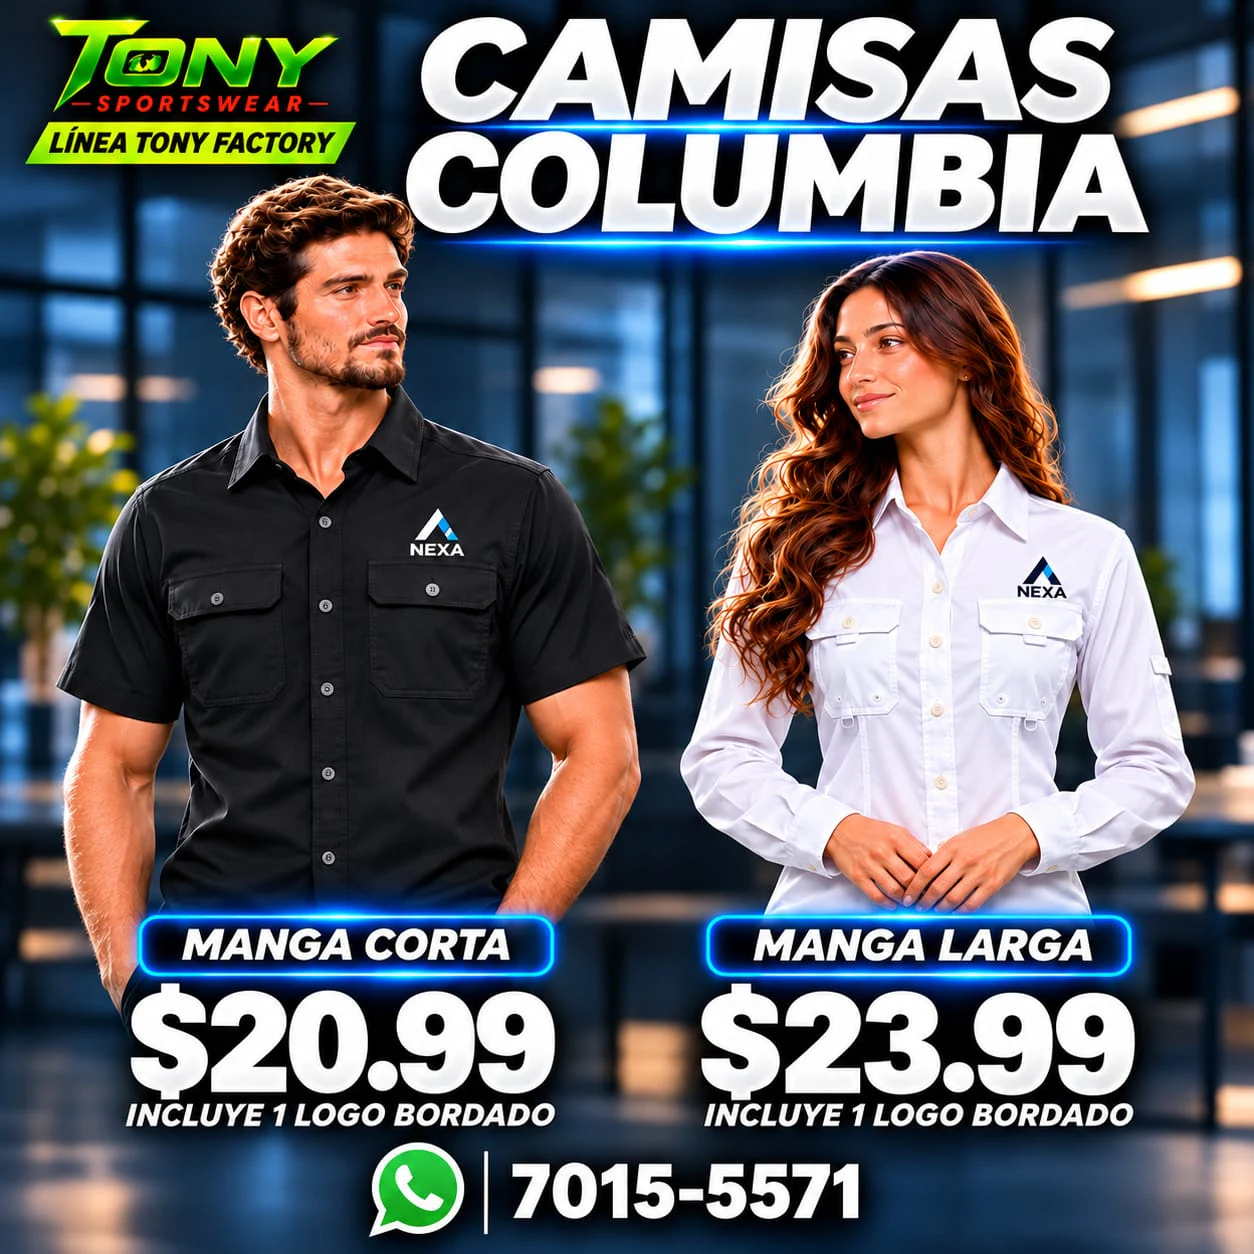 TONY
SPORTSWEAR
LÍNEA TONY FACTORY
CAMISAS
COLUMBIA
NEXA
NEXA
MANGA CORTA
$20.99
INCLUYE 1 LOGO BORDADO
MANGA LARGA
$23.99
INCLUYE 1 LOGO BORDADO
7015-5571